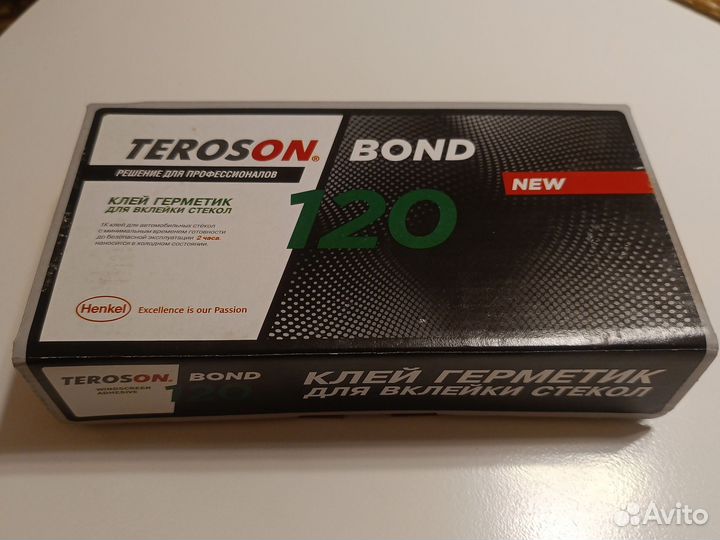 TEROSON® BOND
РЕШЕНИЕ ДЛЯ ПРОФЕССИОНАЛОВ
NEW
КЛЕЙ ГЕРМЕТИК
ДЛЯ ВКЛЕЙКИ СТЕКОЛ
120
1К клей для автомобильных стекол
с минимальным временем готовности
до безопасной эксплуатации 2 часа.
наносится в холодном состоянии.
Henkel Excellence is our Passion
TEROSON® BOND
WINDSCREEN
ADHESIVE
120
КЛЕЙ ГЕРМЕТИК
ДЛЯ ВКЛЕЙКИ СТЕКОЛ
Avito